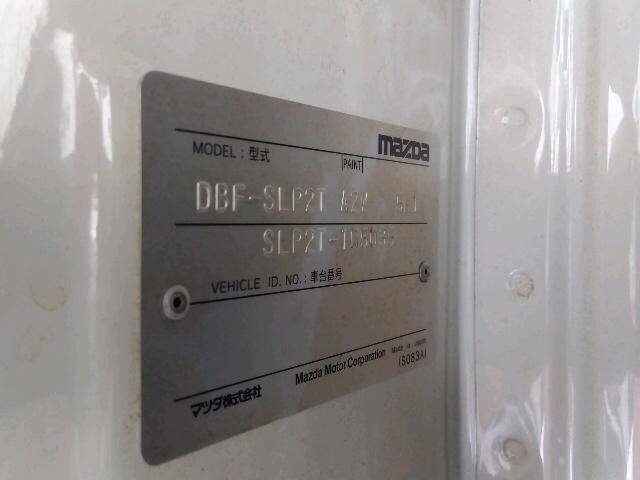 mazda
MODEL : 型式 PAINT
DBF-SLP2T
VEHICLE ID. NO. : 車台番号
マツダ株式会社 Mazda Motor Corporation Made in Japan
(S083A)